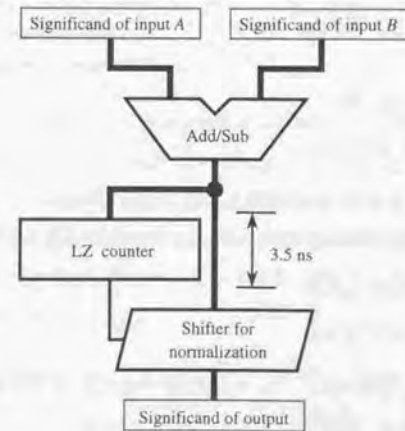 Significand of input A
Significand of input B
Add/Sub
LZ counter
3.5 ns
Shifter for
normalization
Significand of output